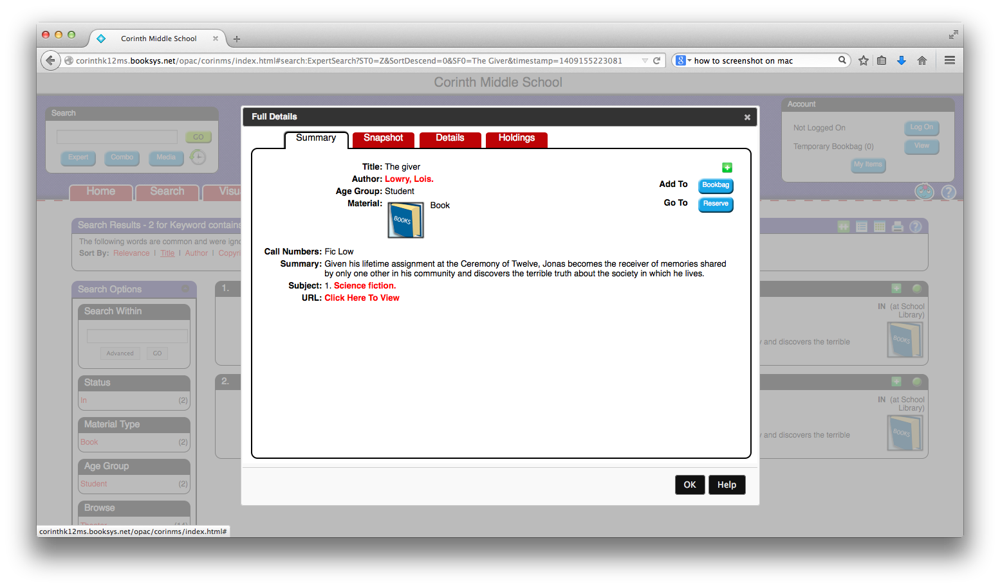 Corinth Middle School
corinthk12ms.booksys.net/opac/corinms/index.html#search:ExpertSearch?ST0=Z&SortDescend=0&SF0=The Giver&timestamp=1409155223081
how to screenshot on mac
Corinth Middle School
Search
GO
Expert
Combo
Media
Account
Not Logged On
Log On
Temporary Bookbag (0)
View
My Items
Home
Search
Visu
Search Results - 2 for Keyword contains
The following words are common and were igno
Sort By: Relevance | Title | Author | Copyri
Search Options
Search Within
Advanced
GO
Status
In (2)
Material Type
Book (2)
Age Group
Student (2)
Browse
Theater (14)
1.
IN (at School
Library)
BOOKS
y and discovers the terrible
2.
IN (at School
Library)
BOOKS
y and discovers the terrible
Full Details
Summary
Snapshot
Details
Holdings
Title: The giver
Author: Lowry, Lois.
Age Group: Student
Material:
BOOKS
Book
Add To Bookbag
Go To Reserve
Call Numbers: Fic Low
Summary: Given his lifetime assignment at the Ceremony of Twelve, Jonas becomes the receiver of memories shared
by only one other in his community and discovers the terrible truth about the society in which he lives.
Subject: 1. Science fiction.
URL: Click Here To View
OK
Help
corinthk12ms.booksys.net/opac/corinms/index.html#